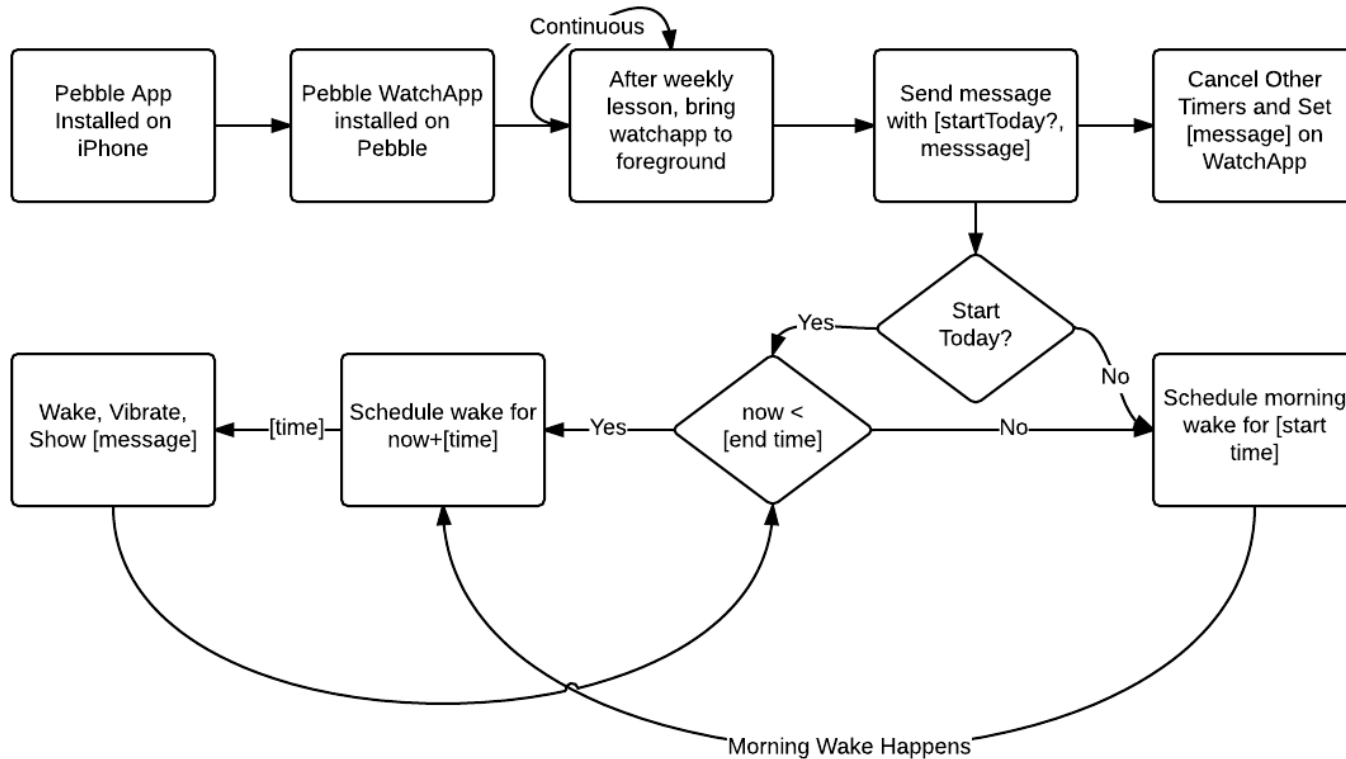 Continuous
Pebble App
Installed on
iPhone
Pebble WatchApp
installed on
Pebble
After weekly
lesson, bring
watchapp to
foreground
Send message
with [startToday?,
messsage]
Cancel Other
Timers and Set
[message] on
WatchApp
Start
Today?
Yes
No
Wake, Vibrate,
Show [message]
[time]
Schedule wake for
now+[time]
Yes
now <
[end time]
No
Schedule morning
wake for [start
time]
Morning Wake Happens